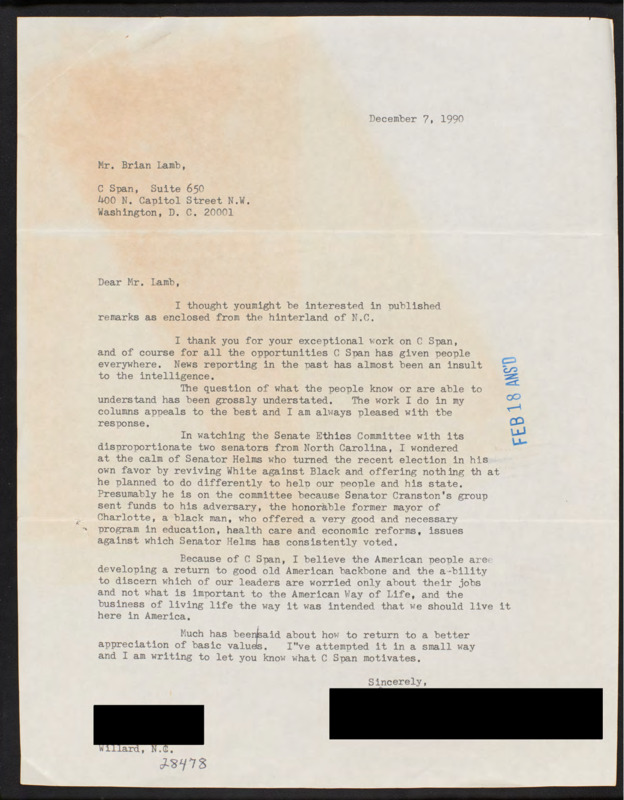 December 7, 1990
Mr. Brian Lamb,
C Span, Suite 650
400 N. Capitol Street N.W.
Washington, D. C. 20001
Dear Mr. Lamb,
I thought youmight be interested in published
remarks as enclosed from the hinterland of N.C.
I thank you for your exceptional work on C Span,
and of course for all the opportunities C Span has given people
everywhere. News reporting in the past has almost been an insult
to the intelligence.
The question of what the people know or are able to
understand has been grossly understated. The work I do in my
columns appeals to the best and I am always pleased with the
response.
FEB 18 ANS'D
In watching the Senate Ethics Committee with its
disproportionate two senators from North Carolina, I wondered
at the calm of Senator Helms who turned the recent election in his
own favor by reviving White against Black and offering nothing th at
he planned to do differently to help our people and his state.
Presumably he is on the committee because Senator Cranston's group
sent funds to his adversary, the honorable former mayor of
Charlotte, a black man, who offered a very good and necessary
program in education, health care and economic reforms, issues
against which Senator Helms has consistently voted.
Because of C Span, I believe the American people are
developing a return to good old American backbone and the a-bility
to discern which of our leaders are worried only about their jobs
and not what is important to the American Way of Life, and the
business of living life the way it was intended that we should live it
here in America.
Much has been/said about how to return to a better
appreciation of basic values. I"ve attempted it in a small way
and I am writing to let you know what C Span motivates.
Sincerely,
Willard, N.C.
28478